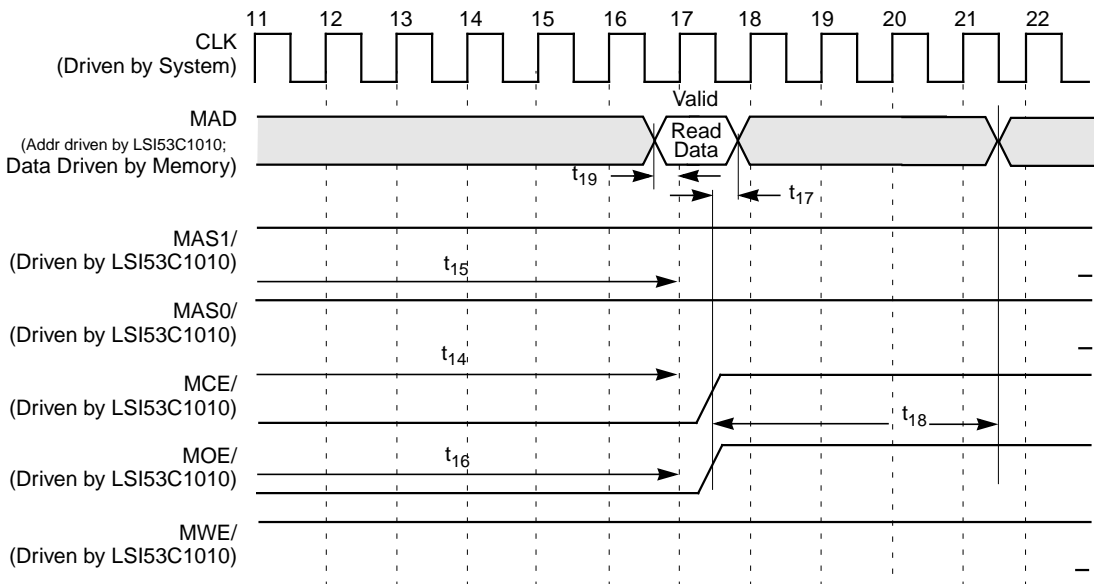 11 12 13 14 15 16 17 18 19 20 21 22
CLK
(Driven by System)
MAD
(Addr driven by LSI53C1010;
Data Driven by Memory)
Valid
Read
Data
t19
t17
MAS1/
(Driven by LSI53C1010)
t15
MAS0/
(Driven by LSI53C1010)
t14
MCE/
(Driven by LSI53C1010)
t18
MOE/
(Driven by LSI53C1010)
t16
MWE/
(Driven by LSI53C1010)